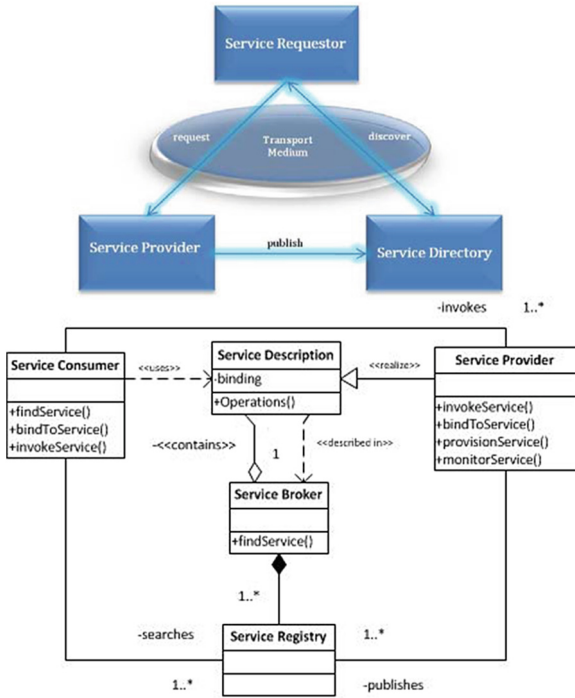 Service Requestor
request
Transport
Medium
discover
Service Provider
publish
Service Directory
-invokes 1..*
Service Consumer
+findService()
+bindToService()
+invokeService()
<<uses>>
Service Description
-binding
+Operations()
<<realize>>
Service Provider
+invokeService()
+bindToService()
+provisionService()
+monitorService()
-<<contains>>
1
<<described in>>
Service Broker
+findService()
1..*
-searches
Service Registry
1..*
1..*
-publishes